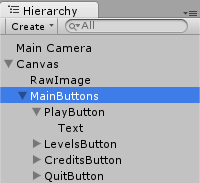 Hierarchy
Create All
Main Camera
Canvas
RawImage
MainButtons
PlayButton
Text
LevelsButton
CreditsButton
QuitButton